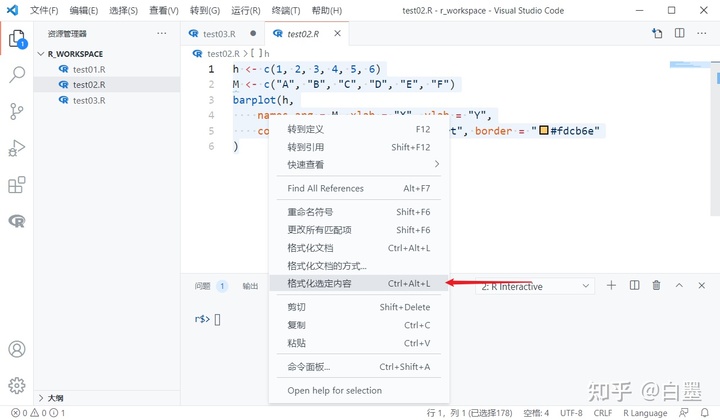 文件(F) 编辑(E) 选择(S) 查看(V) 转到(G) 运行(R) 终端(T) 帮助(H) test02.R - r_workspace - Visual Studio Code
资源管理器
R_WORKSPACE
test01.R
test02.R
test03.R
大纲
test03.R
test02.R
test02.R > h
1 h <- c(1, 2, 3, 4, 5, 6)
2 M <- c("A", "B", "C", "D", "E", "F")
3 barplot(h,
4 names.arg = M, xlab = "X", ylab = "Y",
5 co t", border = "#fdcb6e"
6 )
转到定义 F12
转到引用 Shift+F12
快速查看
Find All References Alt+F7
重命名符号 Shift+F6
更改所有匹配项 Shift+F6
格式化文档 Ctrl+Alt+L
格式化文档的方式...
格式化选定内容 Ctrl+Alt+L
剪切 Shift+Delete
复制 Ctrl+C
粘贴 Ctrl+V
命令面板... Ctrl+Shift+A
Open help for selection
问题 1 输出
2: R Interactive
r$>
知乎 @白墨
0 0 1 行 1, 列 1 (已选择178) 空格: 4 UTF-8 CRLF R Language